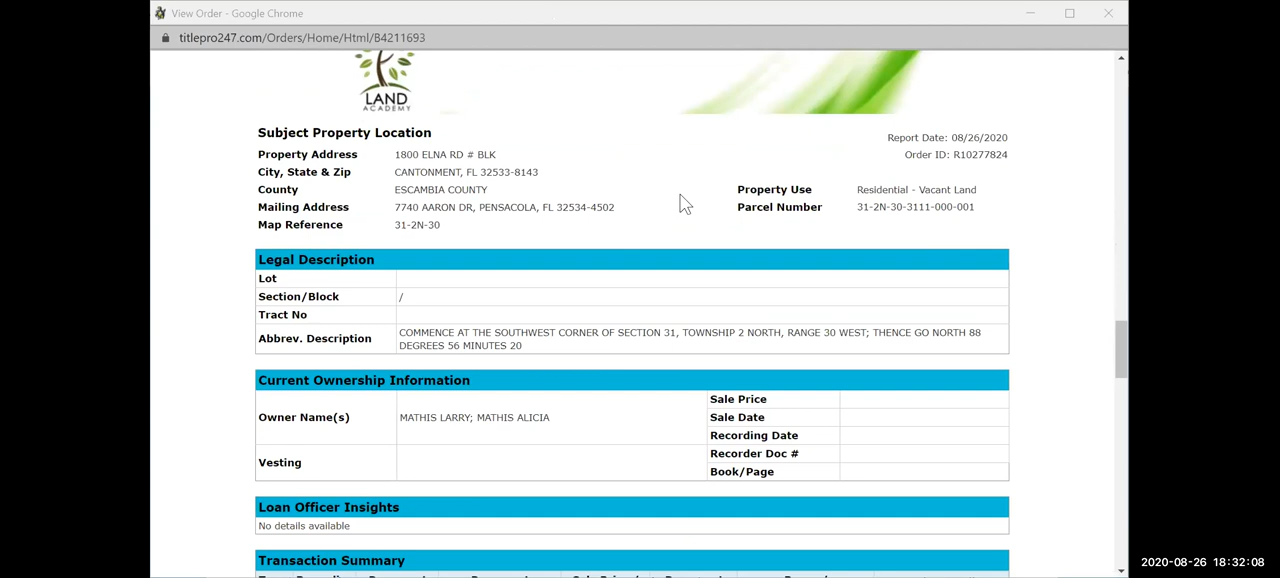 View Order - Google Chrome
titlepro247.com/Orders/Home/Html/B4211693
LAND
ACADEMY
Subject Property Location
Report Date: 08/26/2020
Property Address 1800 ELNA RD # BLK
Order ID: R10277824
City, State & Zip CANTONMENT, FL 32533-8143
County ESCAMBIA COUNTY Property Use Residential - Vacant Land
Mailing Address 7740 AARON DR, PENSACOLA, FL 32534-4502 Parcel Number 31-2N-30-3111-000-001
Map Reference 31-2N-30
Legal Description
Lot
Section/Block /
Tract No
Abbrev. Description COMMENCE AT THE SOUTHWEST CORNER OF SECTION 31, TOWNSHIP 2 NORTH, RANGE 30 WEST; THENCE GO NORTH 88
DEGREES 56 MINUTES 20
Current Ownership Information
Owner Name(s) MATHIS LARRY; MATHIS ALICIA
Sale Price
Sale Date
Recording Date
Vesting
Recorder Doc #
Book/Page
Loan Officer Insights
No details available
Transaction Summary
2020-08-26 18:32:08